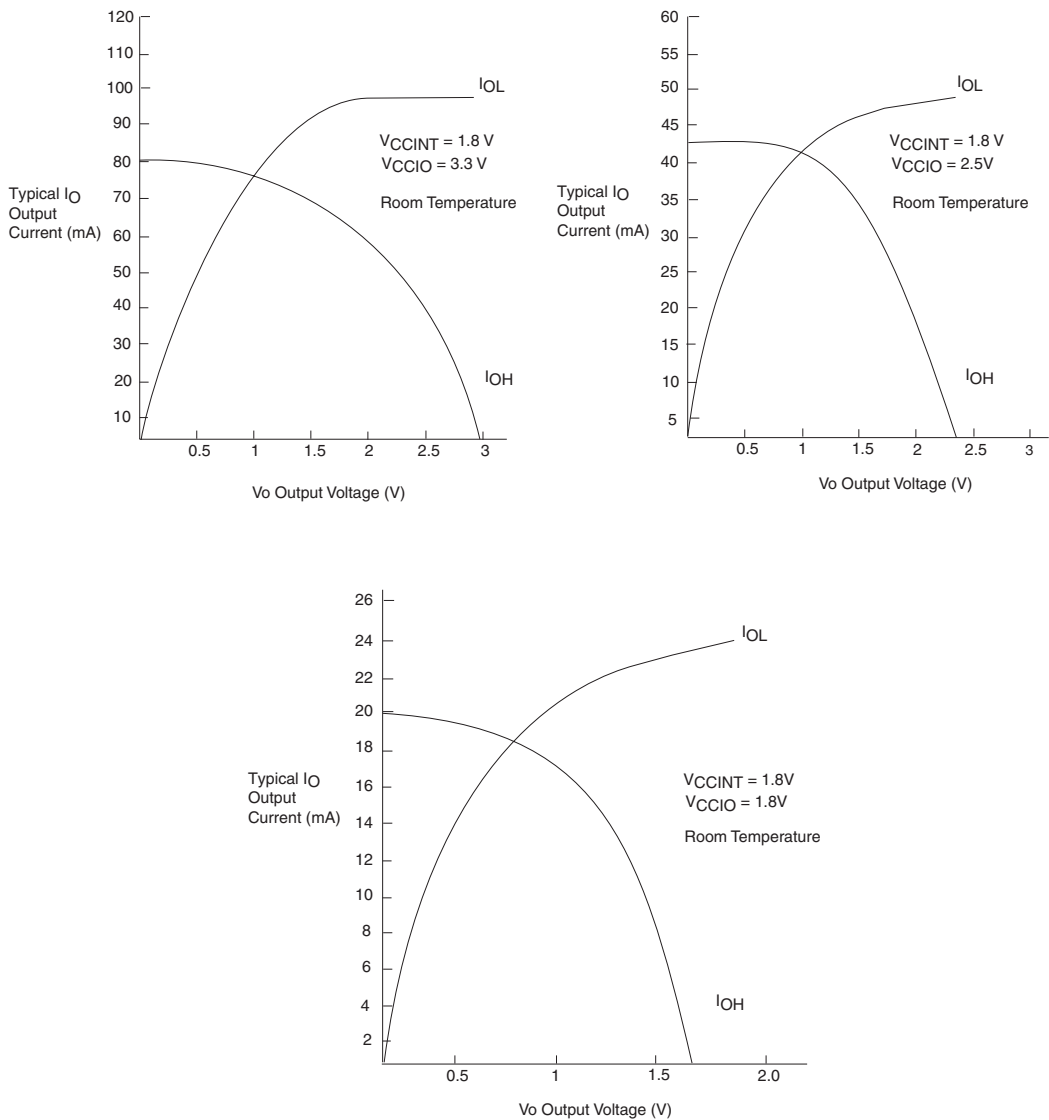 120
110
100
90
80
70
60
50
40
30
20
10
Typical IO
Output
Current (mA)
IOL
VCCINT = 1.8 V
VCCIO = 3.3 V
Room Temperature
IOH
0.5 1 1.5 2 2.5 3
Vo Output Voltage (V)
60
55
50
45
40
35
30
25
20
15
10
5
Typical IO
Output
Current (mA)
IOL
VCCINT = 1.8 V
VCCIO = 2.5V
Room Temperature
IOH
0.5 1 1.5 2 2.5 3
Vo Output Voltage (V)
26
24
22
20
18
16
14
12
10
8
6
4
2
Typical IO
Output
Current (mA)
IOL
VCCINT = 1.8V
VCCIO = 1.8V
Room Temperature
IOH
0.5 1 1.5 2.0
Vo Output Voltage (V)